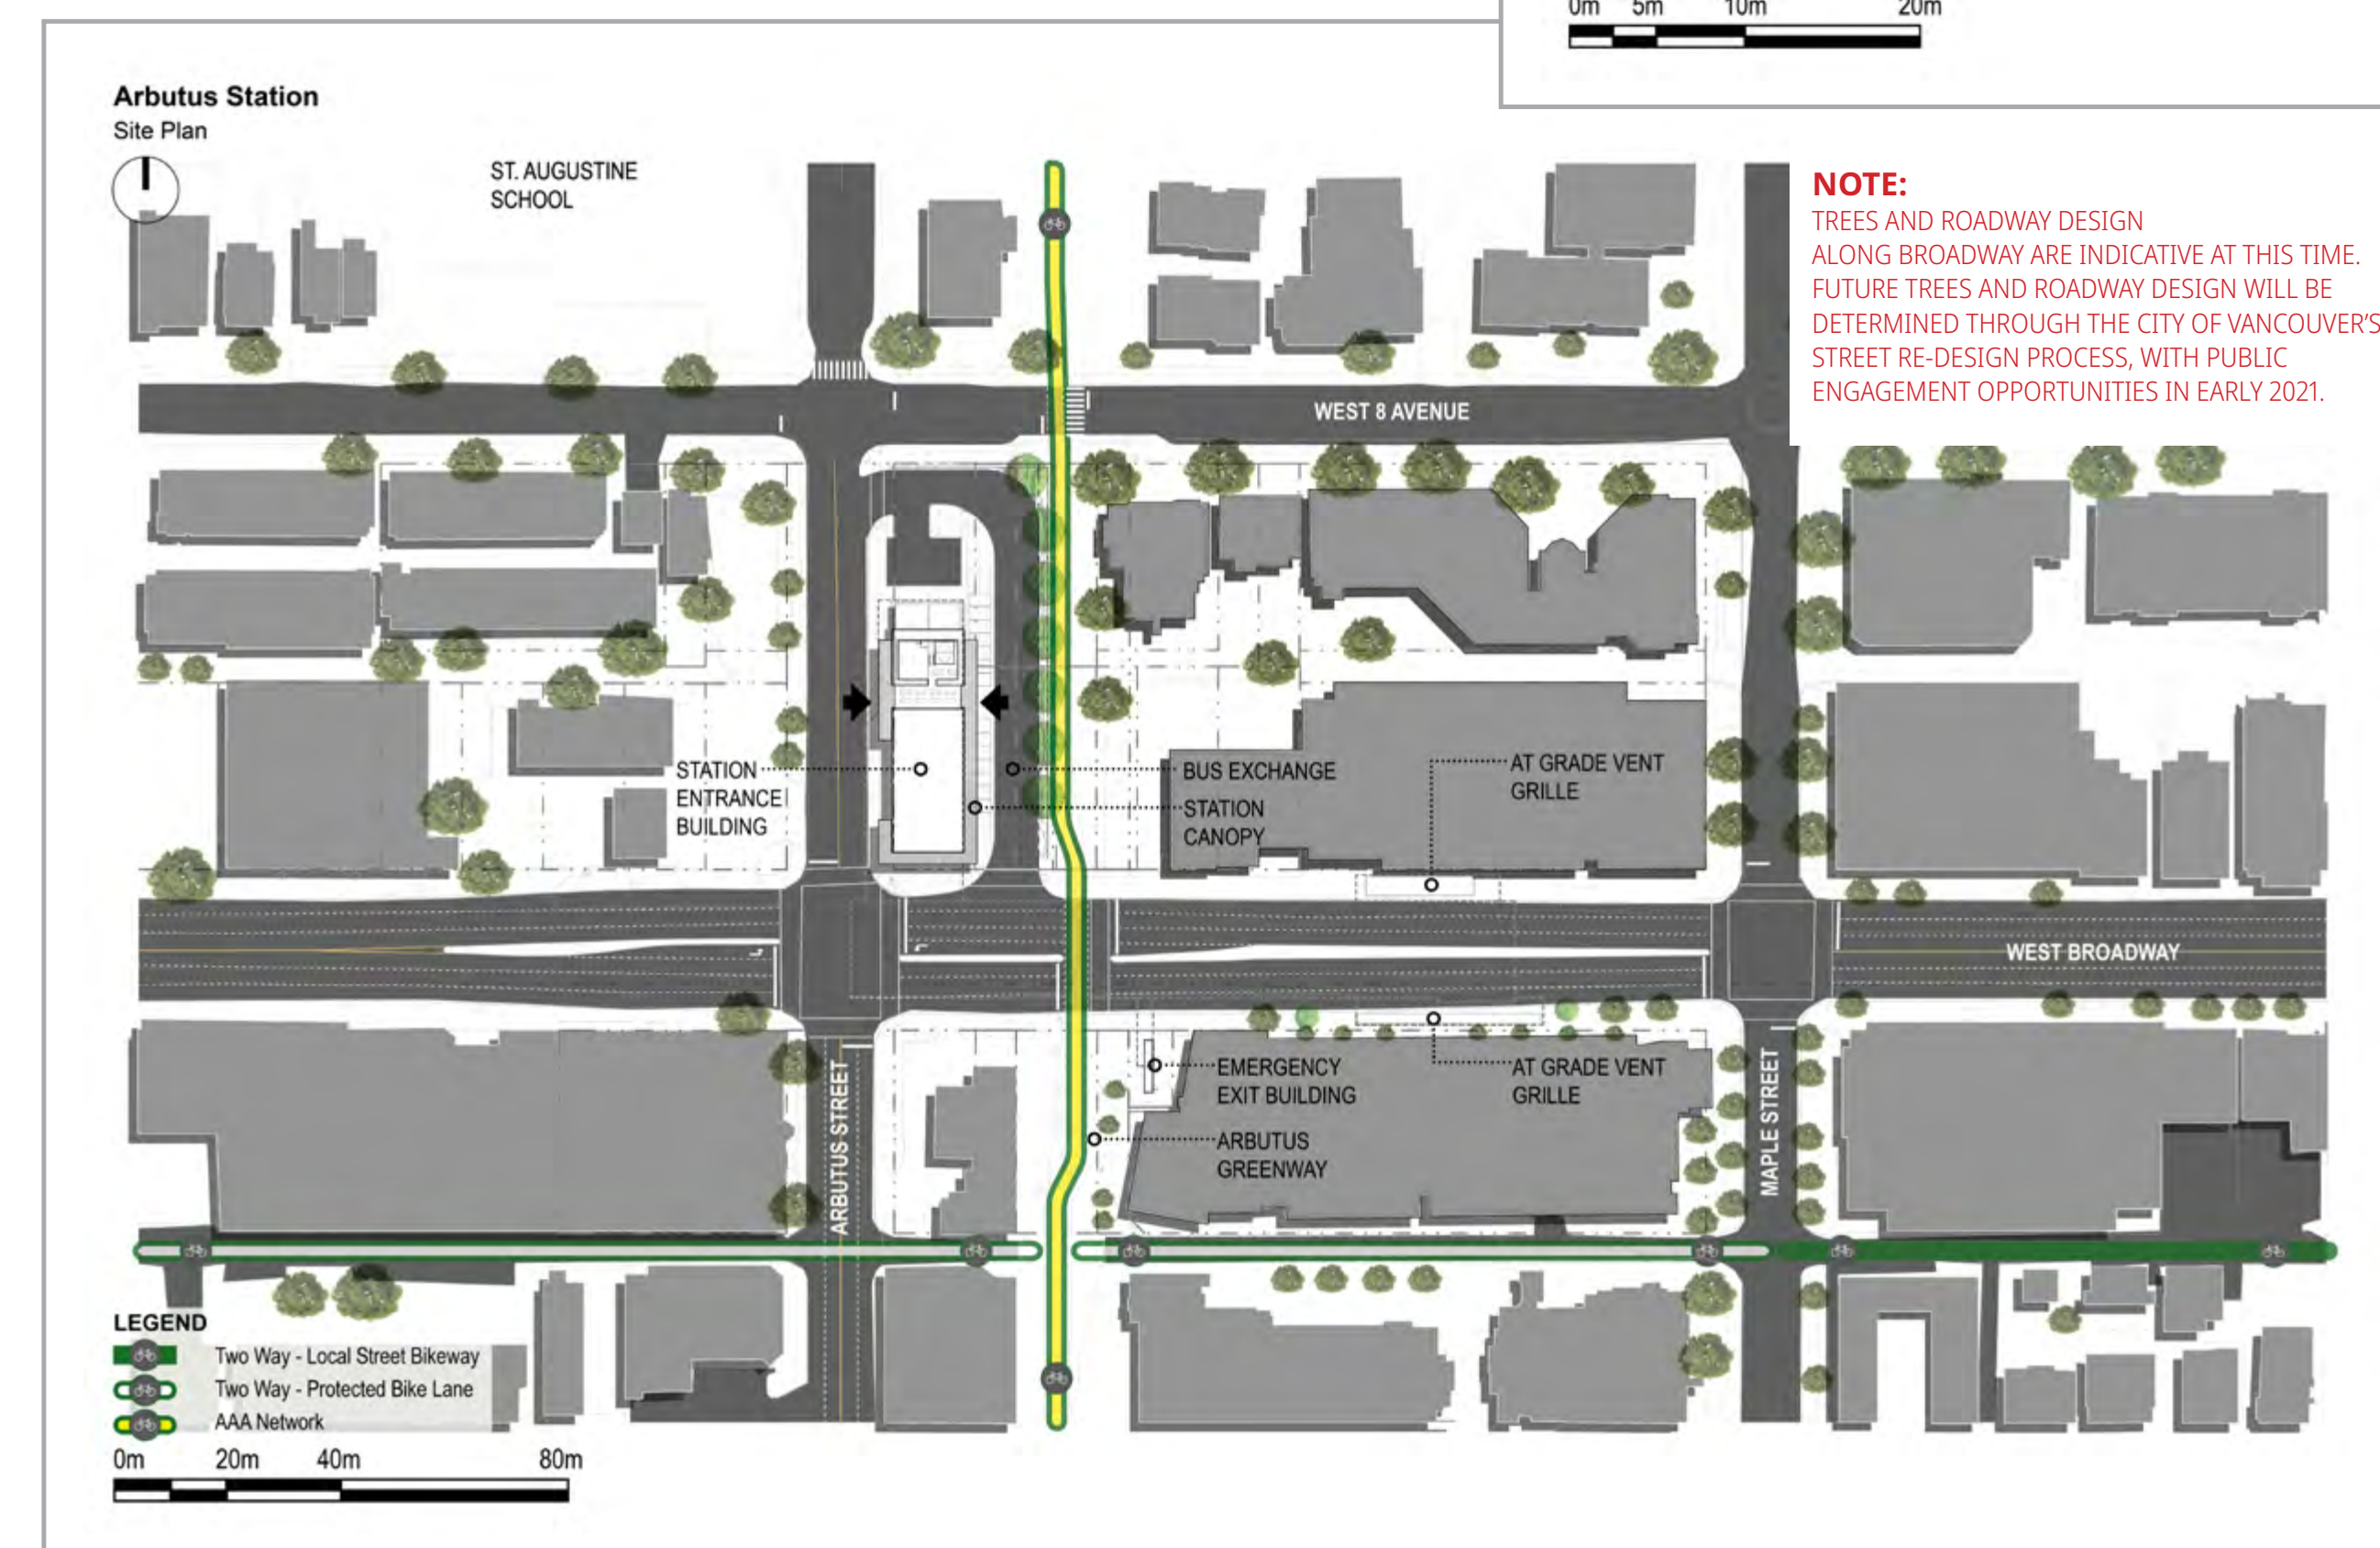 0m 5m 10m 20m
Arbutus Station
Site Plan
ST. AUGUSTINE
SCHOOL
NOTE:
TREES AND ROADWAY DESIGN
ALONG BROADWAY ARE INDICATIVE AT THIS TIME.
FUTURE TREES AND ROADWAY DESIGN WILL BE
DETERMINED THROUGH THE CITY OF VANCOUVER'S
STREET RE-DESIGN PROCESS, WITH PUBLIC
ENGAGEMENT OPPORTUNITIES IN EARLY 2021.
WEST 8 AVENUE
STATION
ENTRANCE
BUILDING
BUS EXCHANGE
STATION
CANOPY
AT GRADE VENT
GRILLE
WEST BROADWAY
ARBUTUS STREET
EMERGENCY
EXIT BUILDING
ARBUTUS
GREENWAY
AT GRADE VENT
GRILLE
MAPLE STREET
LEGEND
Two Way - Local Street Bikeway
Two Way - Protected Bike Lane
AAA Network
0m 20m 40m 80m